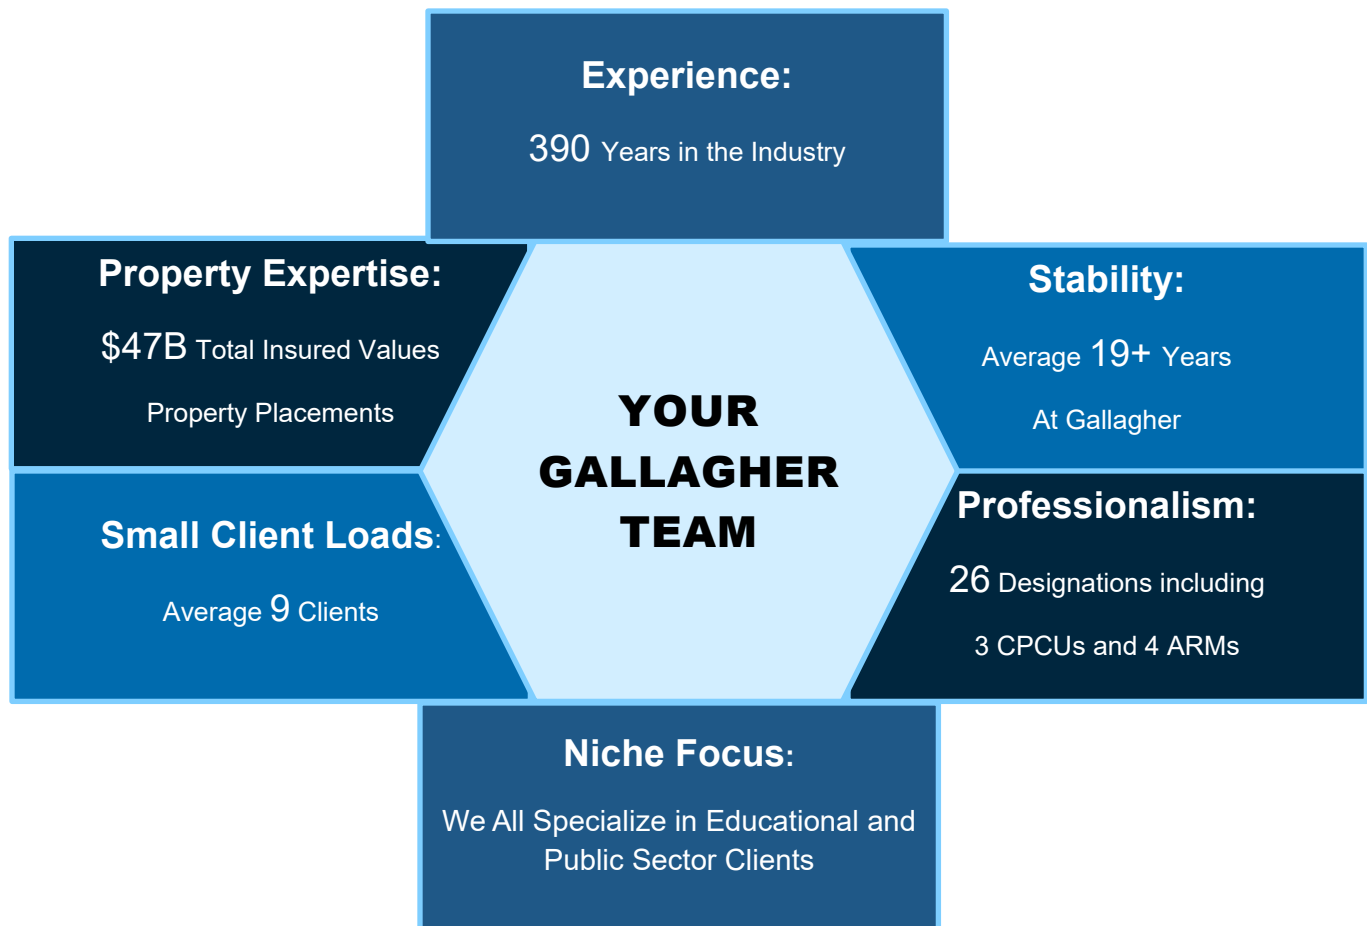 Experience:
390 Years in the Industry
Property Expertise:
$47B Total Insured Values
Property Placements
Stability:
Average 19+ Years
At Gallagher
YOUR
GALLAGHER
TEAM
Small Client Loads:
Average 9 Clients
Professionalism:
26 Designations including
3 CPCUs and 4 ARMs
Niche Focus:
We All Specialize in Educational and
Public Sector Clients